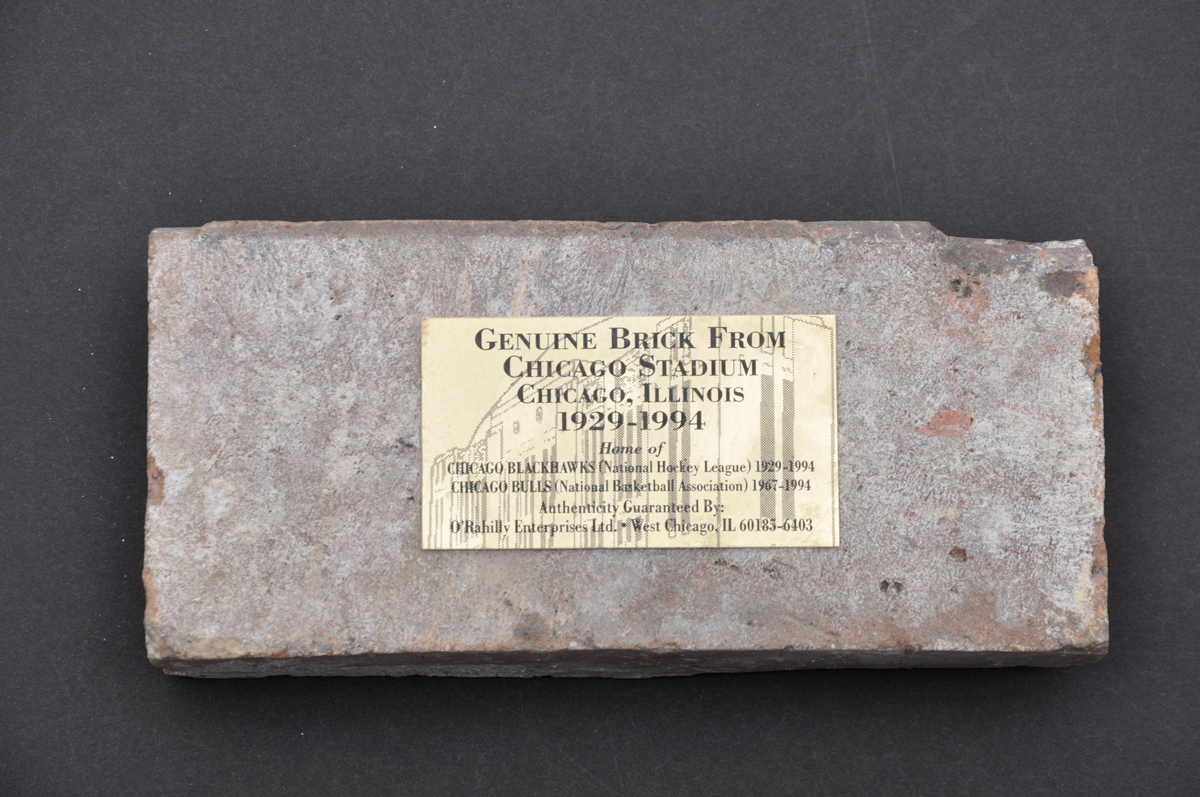 GENUINE BRICK FROM
CHICAGO STADIUM
CHICAGO, ILLINOIS
1929-1994
Home of
CHICAGO BLACKHAWKS (National Hockey League) 1929-1994
CHICAGO BULLS (National Basketball Association) 1967-1994
Authenticity Guaranteed By:
O'Rahilly Enterprises Ltd. • West Chicago, IL 60185-6403